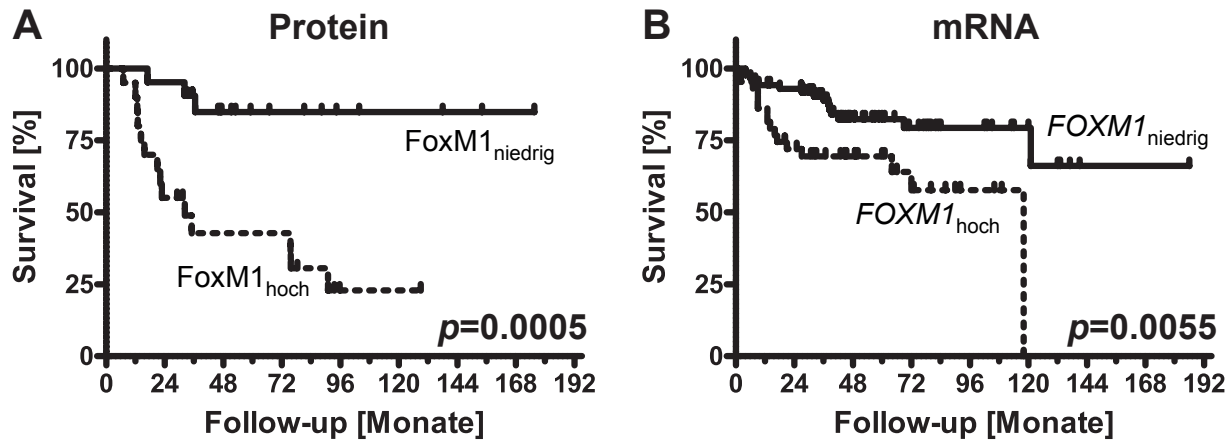 A
Protein
Survival [%]
100
75
50
25
0
FoxM1niedrig
FoxM1hoch
p=0.0005
0 24 48 72 96 120 144 168 192
Follow-up [Monate]
B
mRNA
Survival [%]
100
75
50
25
0
FOXM1niedrig
FOXM1hoch
p=0.0055
0 24 48 72 96 120 144 168 192
Follow-up [Monate]